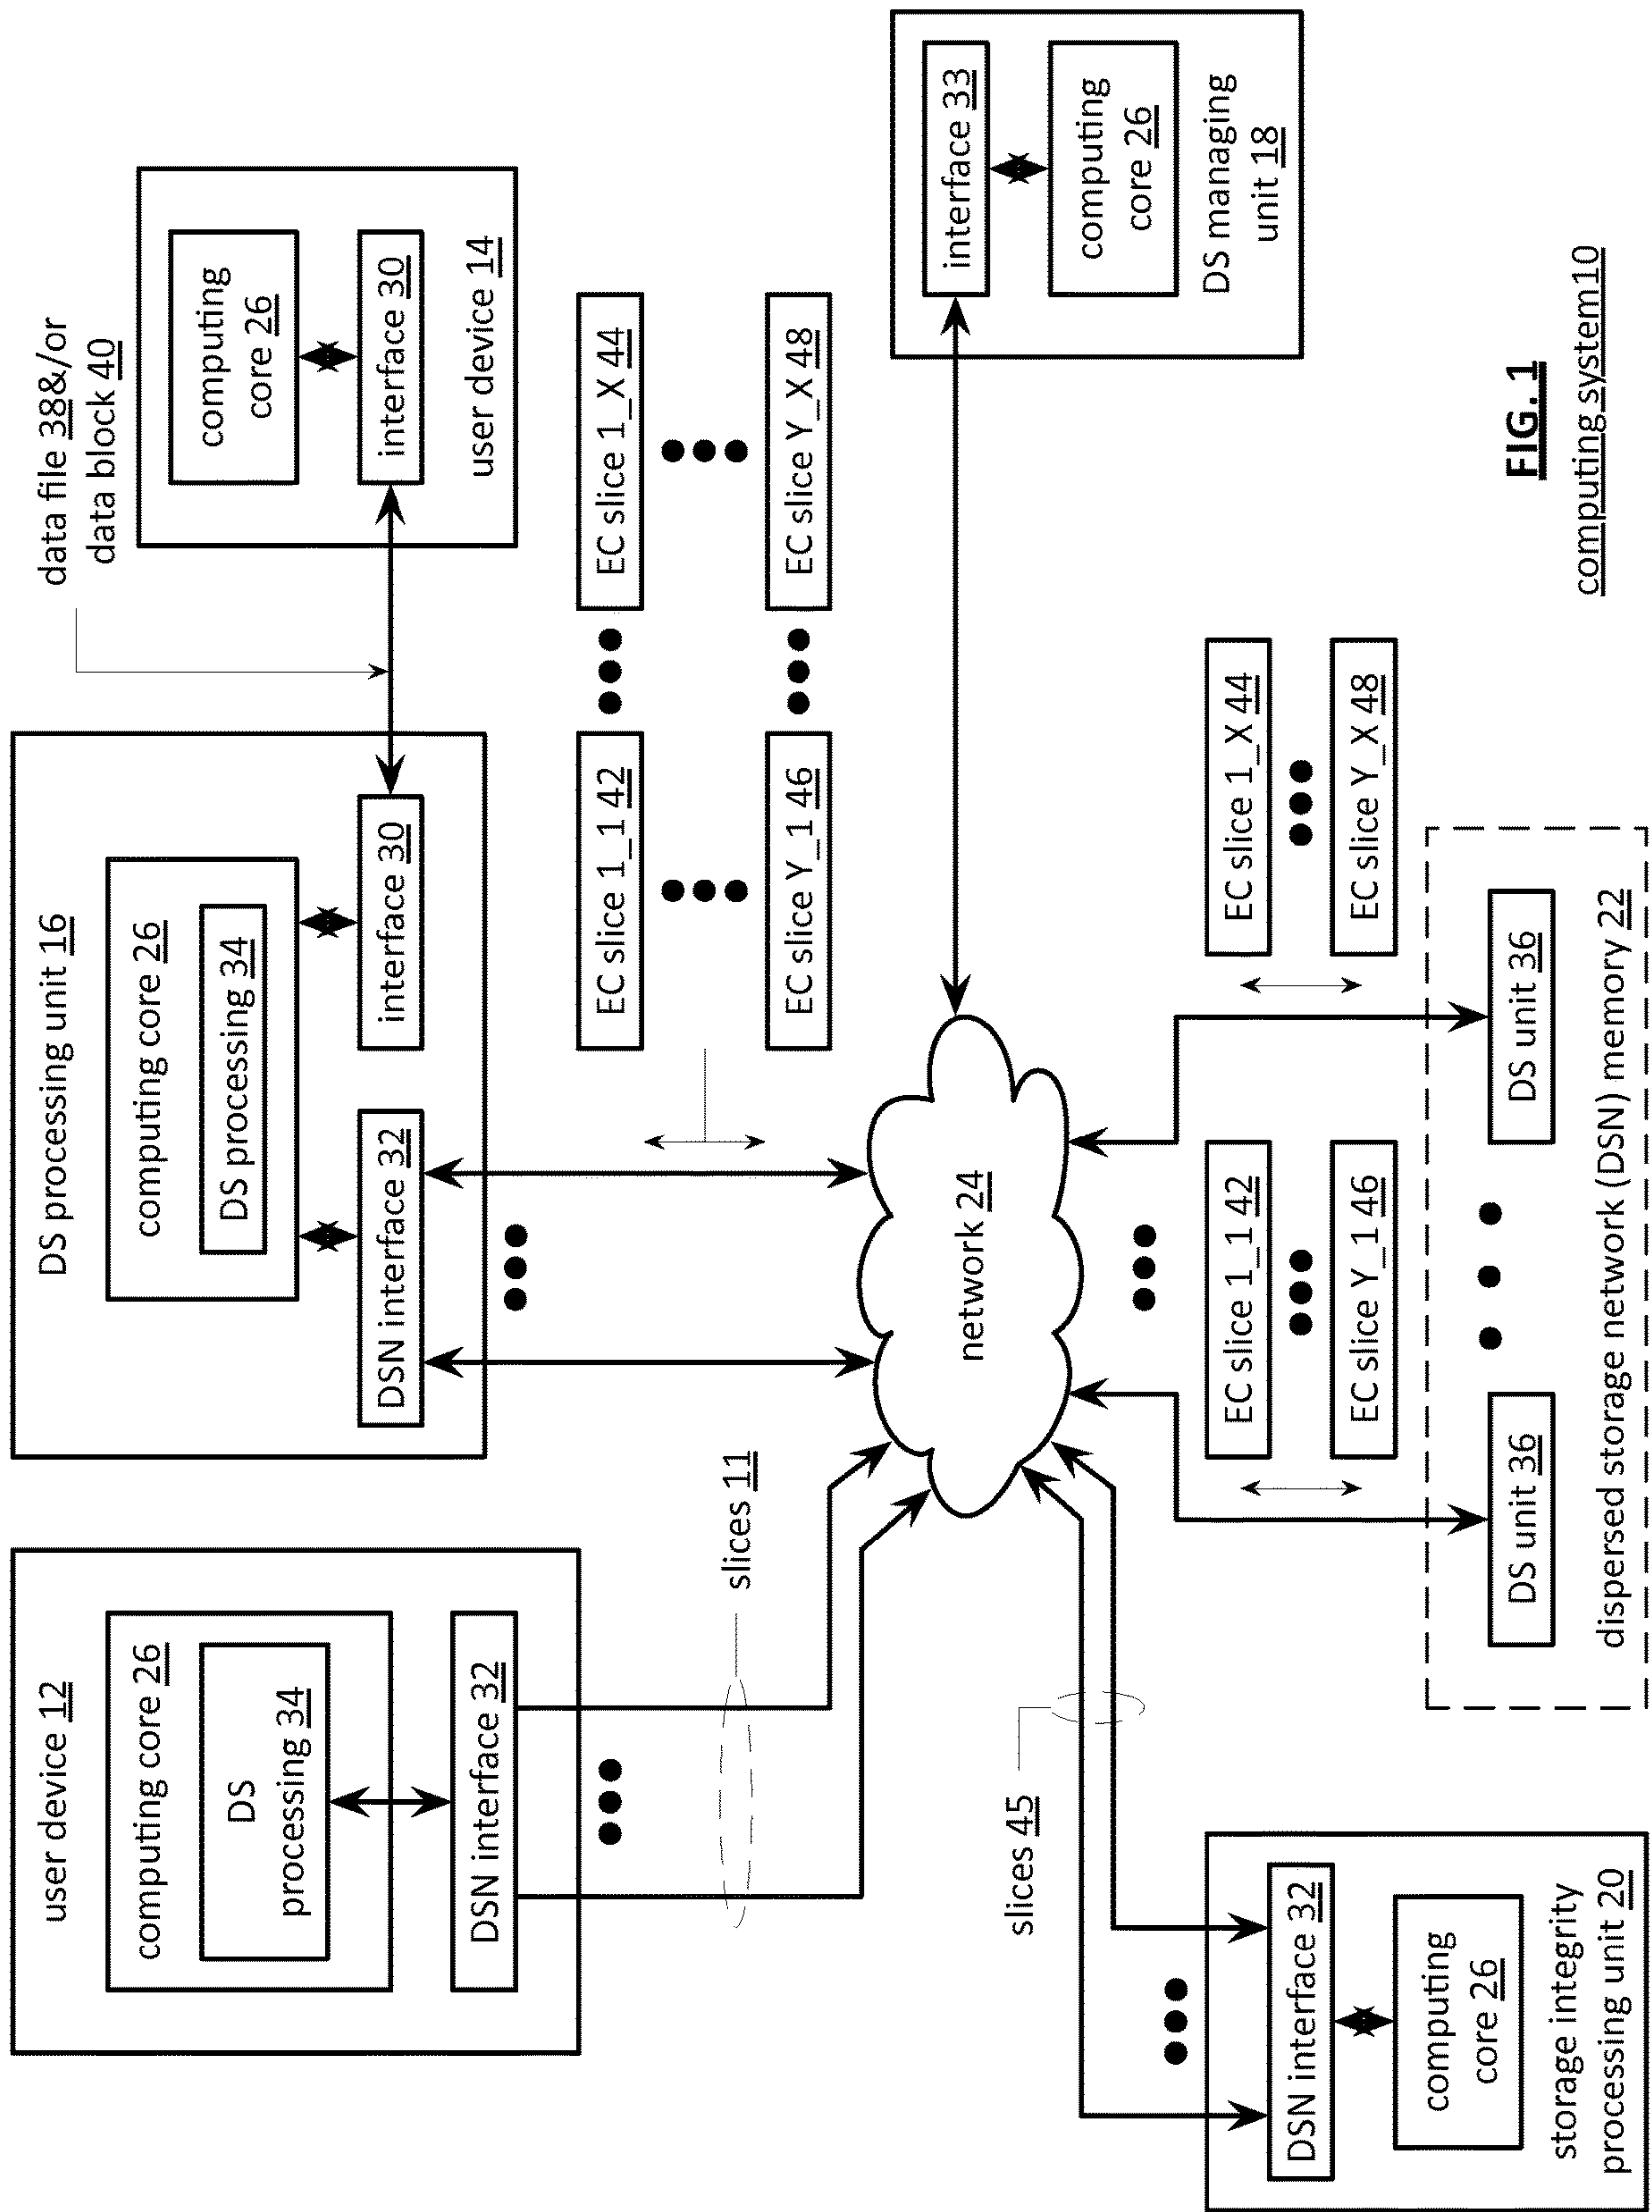 user device 12
computing core 26
DS
processing 34
DSN interface 32
slices 11
DS processing unit 16
computing core 26
DS processing 34
DSN interface 32
interface 30
data file 38&/or
data block 40
computing
core 26
interface 30
user device 14
EC slice 1_1 42
EC slice 1_X 44
EC slice Y_1 46
EC slice Y_X 48
network 24
interface 33
computing
core 26
DS managing
unit 18
slices 45
DSN interface 32
computing
core 26
storage integrity
processing unit 20
EC slice 1_1 42
EC slice Y_1 46
EC slice 1_X 44
EC slice Y_X 48
DS unit 36
DS unit 36
dispersed storage network (DSN) memory 22
FIG. 1
computing system10